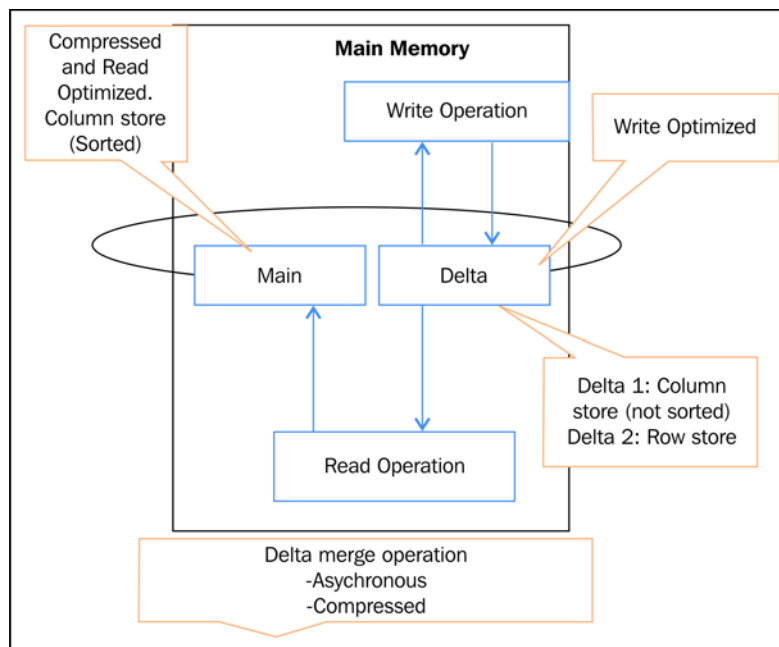 Compressed
and Read
Optimized.
Column store
(Sorted)
Main Memory
Write Operation
Write Optimized
Main
Delta
Delta 1: Column
store (not sorted)
Delta 2: Row store
Read Operation
Delta merge operation
-Asychronous
-Compressed